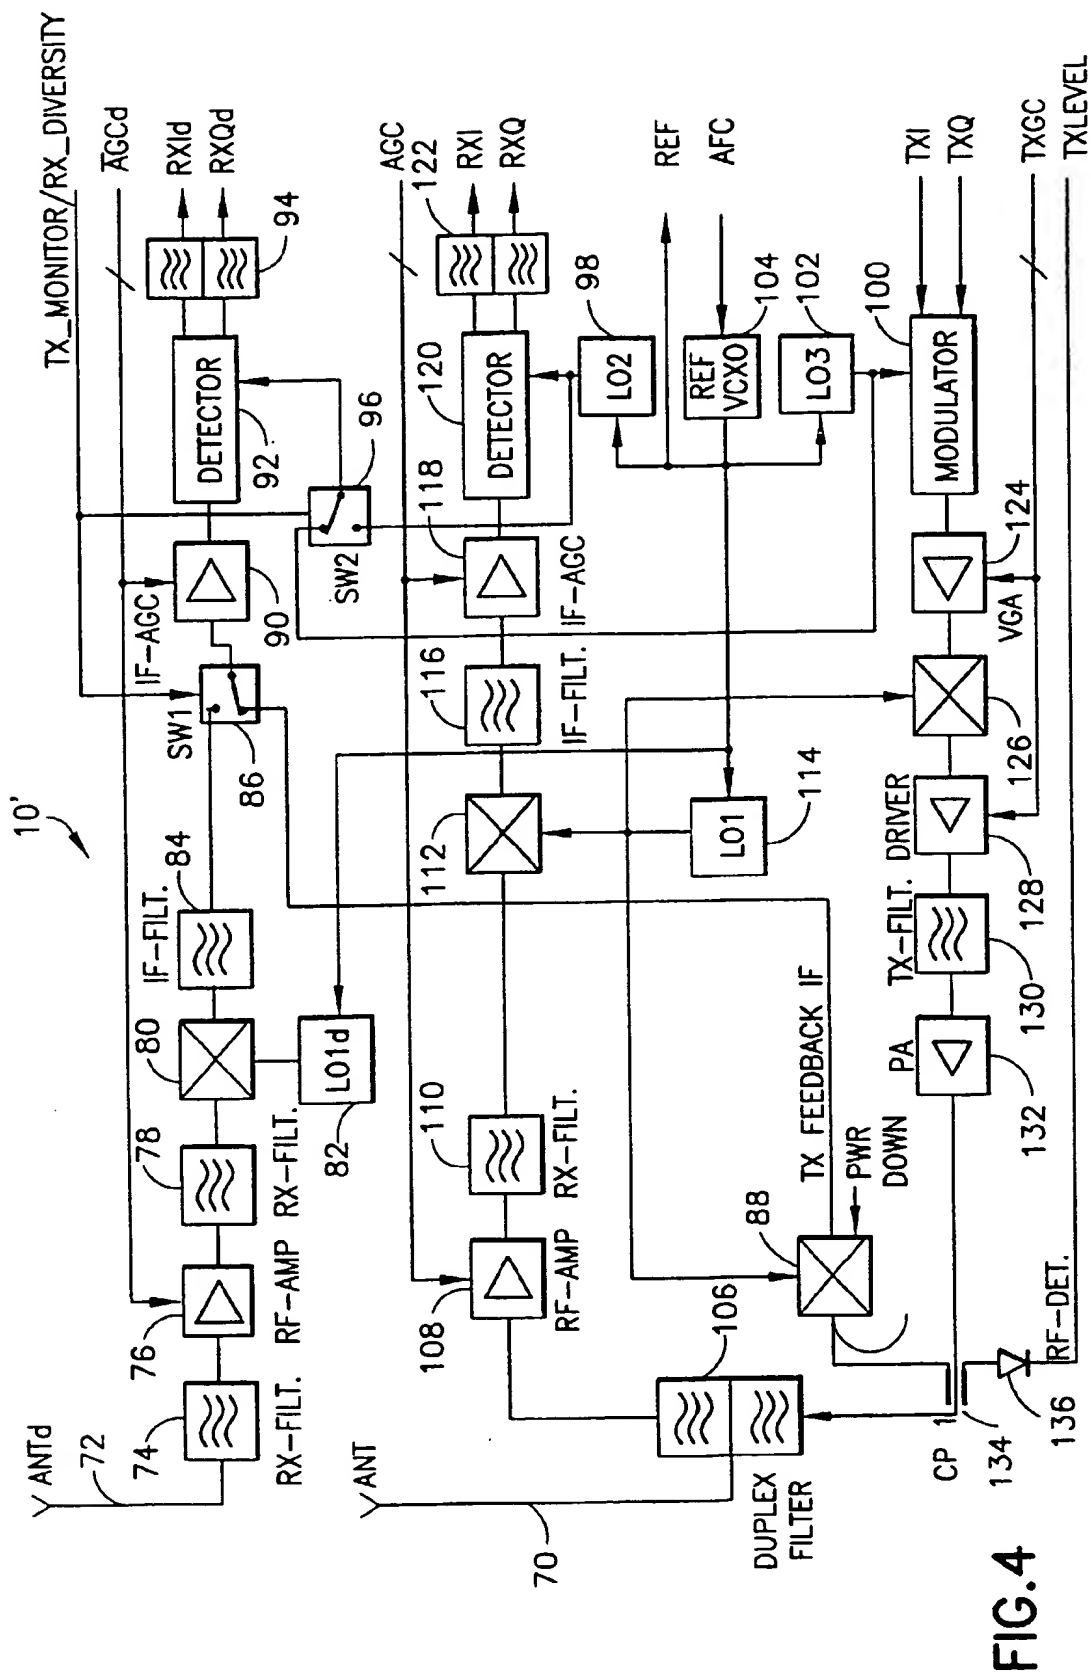 10'
TX_MONITOR/RX_DIVERSITY
ANTd
72
74
RX-FILT.
76
RF-AMP
78
RX-FILT.
80
LO1d
82
IF-FILT.
84
SW1
86
IF-AGC
90
AGCd
DETECTOR
92
94
RXId
RXQd
SW2
96
ANT
70
DUPLEX
FILTER
106
108
RF-AMP
110
RX-FILT.
112
LO1
114
116
IF-FILT.
118
IF-AGC
AGC
DETECTOR
120
122
RXI
RXQ
LO2
98
REF
AFC
REF
VCXO
104
LO3
102
88
TX FEEDBACK IF
PWR
DOWN
CP 1
134
136
RF-DET.
PA
132
TX-FILT.
130
DRIVER
128
126
VGA
124
MODULATOR
100
TXI
TXQ
TXGC
TXLEVEL
FIG.4